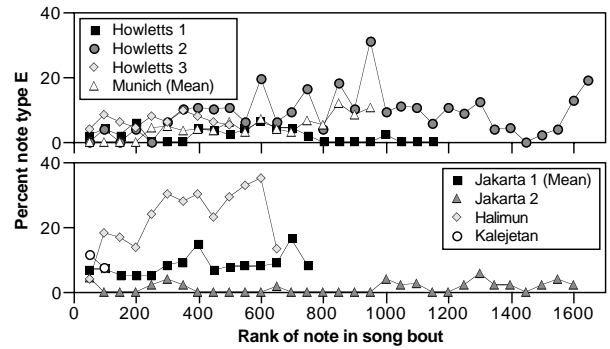 40
20
0
Howletts 1
Howletts 2
Howletts 3
Munich (Mean)
Percent note type E
40
20
0
Jakarta 1 (Mean)
Jakarta 2
Halimun
Kalejetan
0 200 400 600 800 1000 1200 1400 1600
Rank of note in song bout